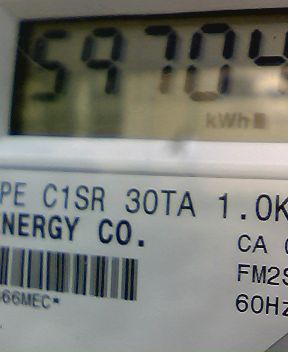 59704
kWh
PE C1SR 30TA 1.0K
NERGY CO.
CA
FM2S
66MEC*
60Hz